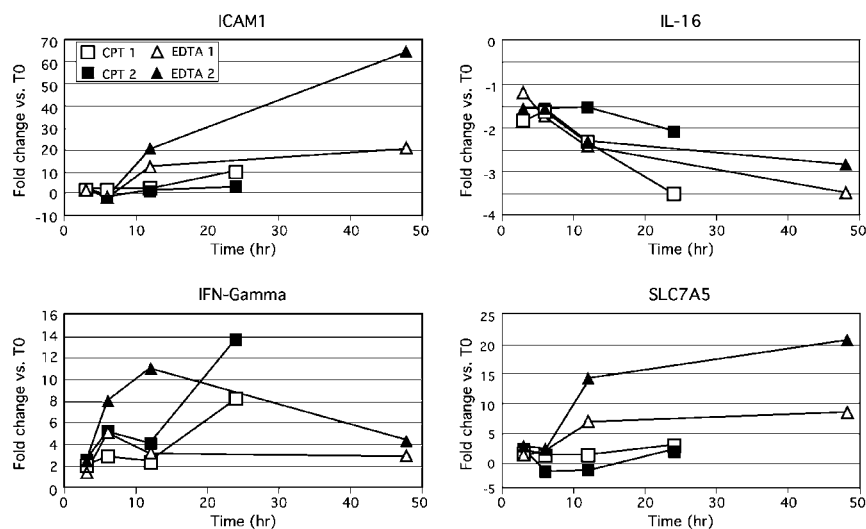 ICAM1
Fold change vs. T0
70
60
50
40
30
20
10
0
-10
CPT 1 EDTA 1
CPT 2 EDTA 2
0 10 20 30 40 50
Time (hr)
IL-16
Fold change vs. T0
0
-1
-2
-3
-4
0 10 20 30 40 50
Time (hr)
IFN-Gamma
Fold change vs. T0
16
14
12
10
8
6
4
2
0
0 10 20 30 40 50
Time (hr)
SLC7A5
Fold change vs. T0
25
20
15
10
5
0
-5
0 10 20 30 40 50
Time (hr)